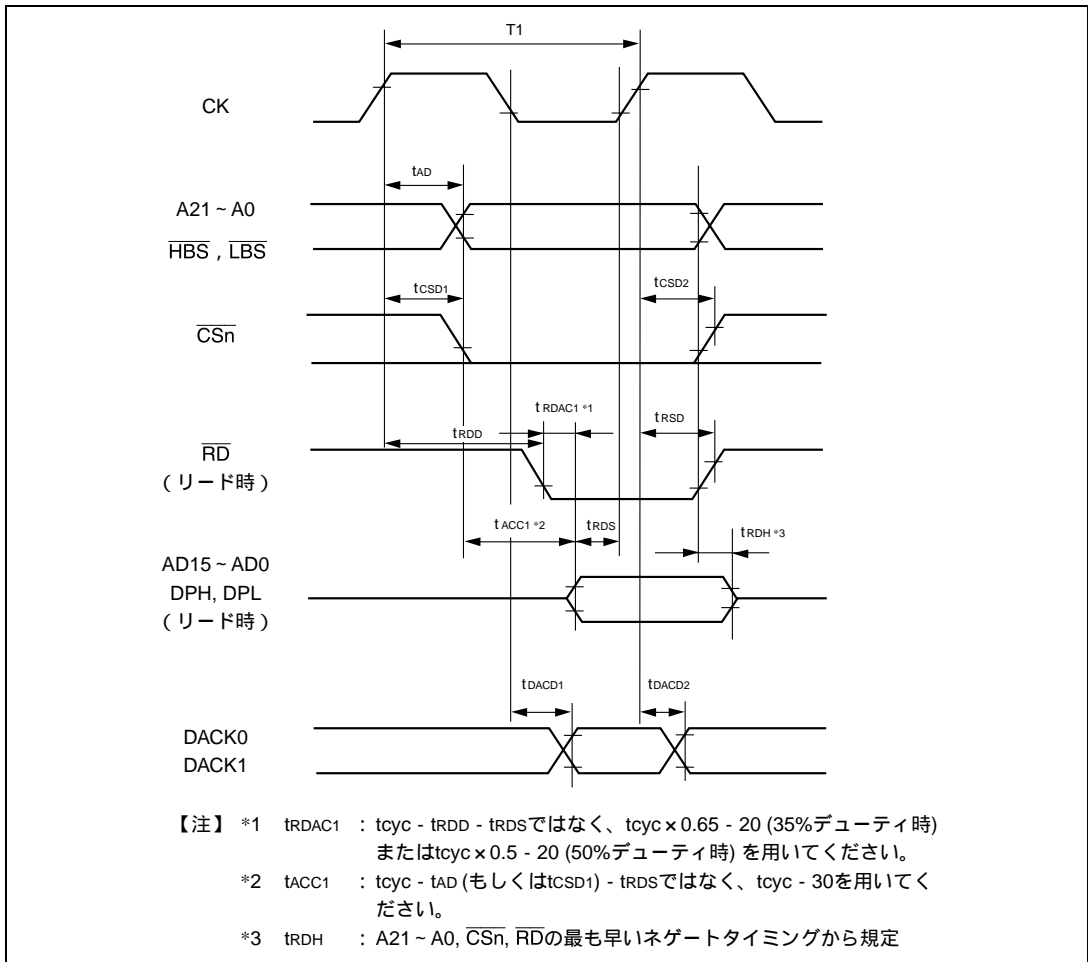 T1
CK
tAD
A21 ~ A0
HBS , LBS
tCSD1
tCSD2
CSn
tRDAC1 *1
tRDD
tRSD
RD
( リード時 )
tACC1 *2
tRDS
tRDH *3
AD15 ~ AD0
DPH, DPL
( リード時 )
tDACD1
tDACD2
DACK0
DACK1
【注】 *1 tRDAC1 : tcyc - tRDD - tRDSではなく、tcyc×0.65 - 20 (35%デューティ時)
またはtcyc×0.5 - 20 (50%デューティ時) を用いてください。
*2 tACC1 : tcyc - tAD (もしくはtCSD1) - tRDSではなく、tcyc - 30を用いてく
ださい。
*3 tRDH : A21 ~ A0, CSn, RDの最も早いネゲートタイミングから規定